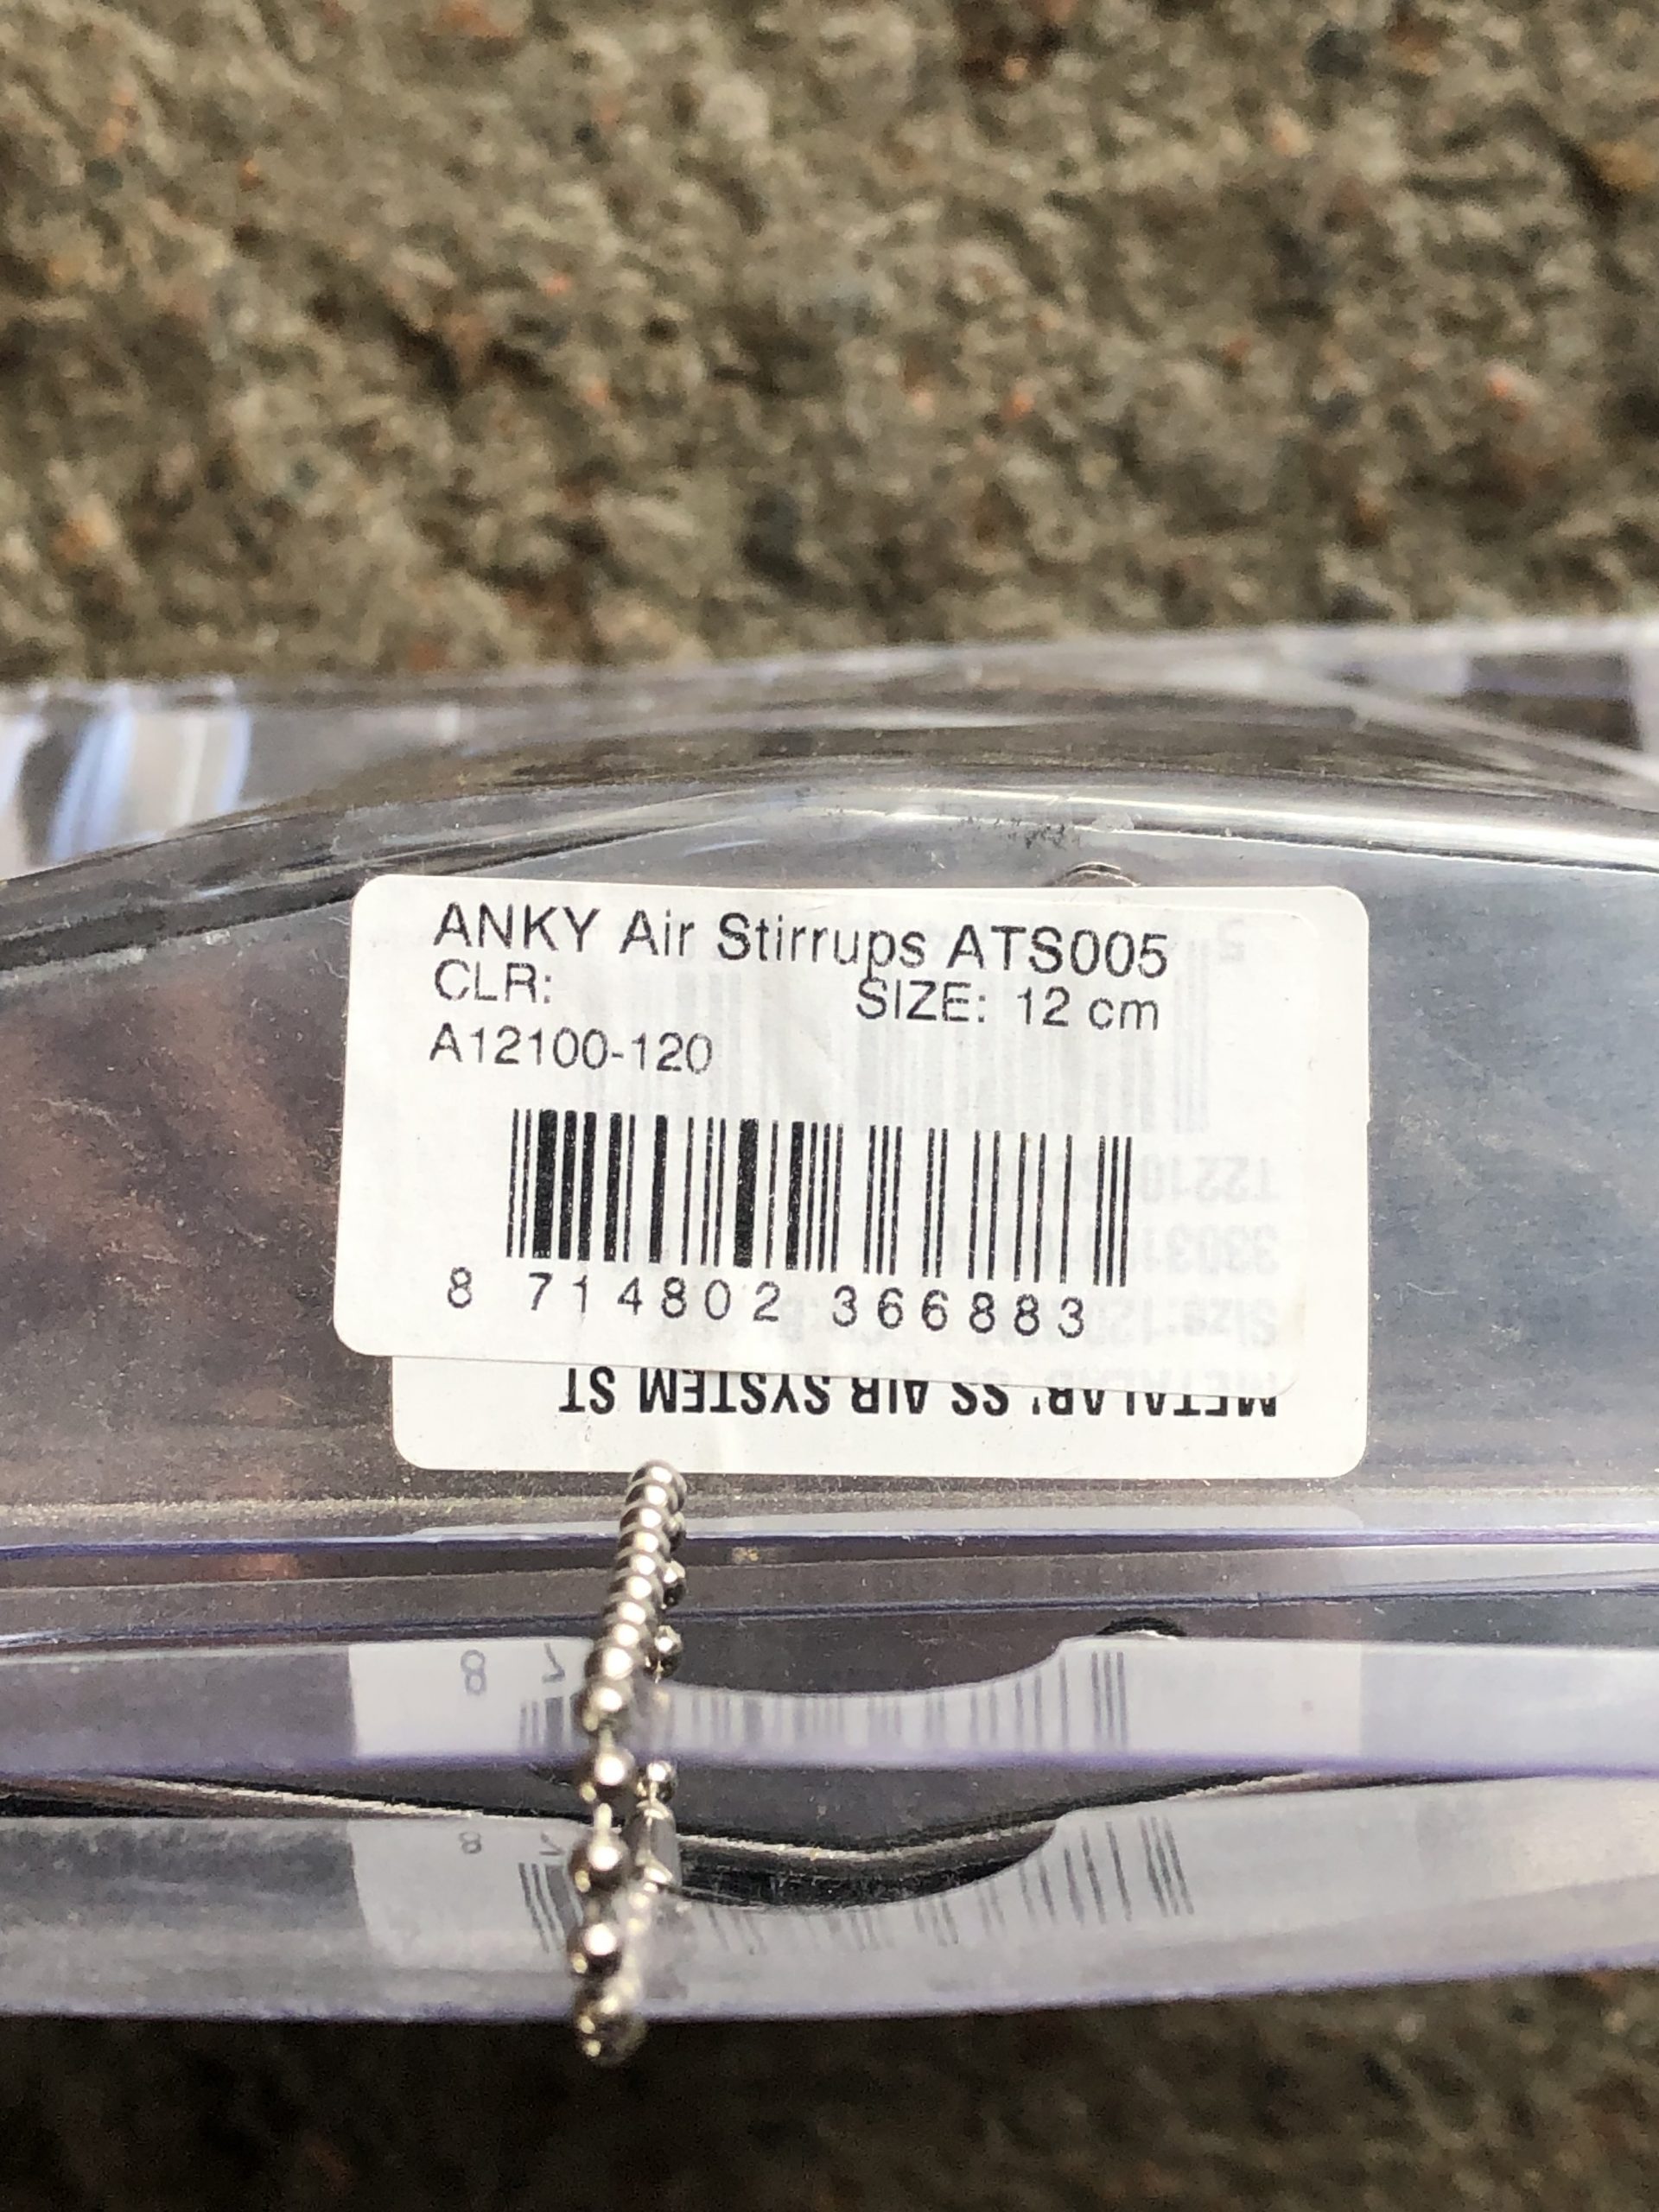 ANKY Air Stirrups ATS005
CLR: SIZE: 12 cm
A12100-120
8 714802 366883
METALAB' SS AIR SYSTEM ST